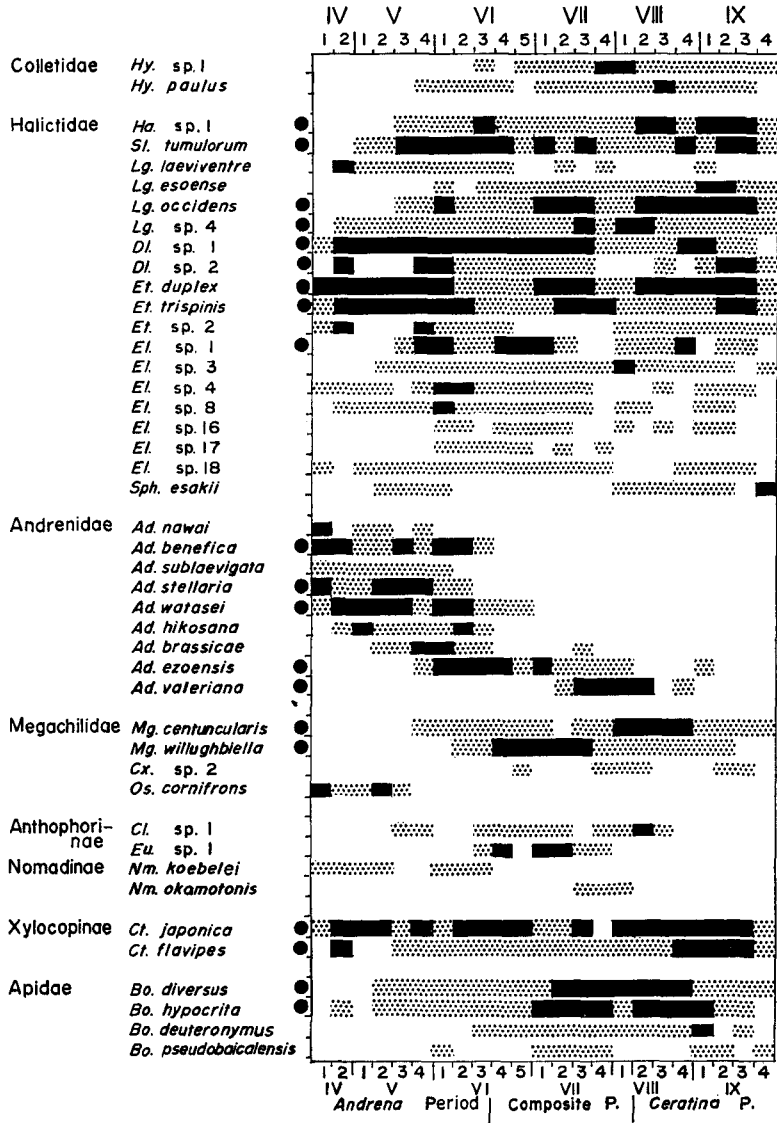 IV V VI VII VIII IX
1 2 1 2 3 4 1 2 3 4 5 1 2 3 4 1 2 3 4 1 2 3 4
Colletidae Hy. sp. 1
Hy. paulus
Halictidae Ha. sp. 1
Sl. tumulorum
Lg. laeviventre
Lg. esoense
Lg. occidens
Lg. sp. 4
Dl. sp. 1
Dl. sp. 2
Et. duplex
Et. trispinis
Et. sp. 2
El. sp. 1
El. sp. 3
El. sp. 4
El. sp. 8
El. sp. 16
El. sp. 17
El. sp. 18
Sph. esakii
Andrenidae Ad. nawai
Ad. benefica
Ad. sublaevigata
Ad. stellaria
Ad. watasei
Ad. hikosana
Ad. brassicae
Ad. ezoensis
Ad. valeriana
Megachilidae Mg. centuncularis
Mg. willughbiella
Cx. sp. 2
Os. cornifrons
Anthophori- Cl. sp. 1
nae Eu. sp. 1
Nomadinae Nm. koebelei
Nm. okamotonis
Xylocopinae Ct. japonica
Ct. flavipes
Apidae Bo. diversus
Bo. hypocrita
Bo. deuteronymus
Bo. pseudobaicalensis
1 2 1 2 3 4 1 2 3 4 5 1 2 3 4 1 2 3 4 1 2 3 4
IV V VI VII VIII IX
Andrena Period Composite P. Ceratina P.